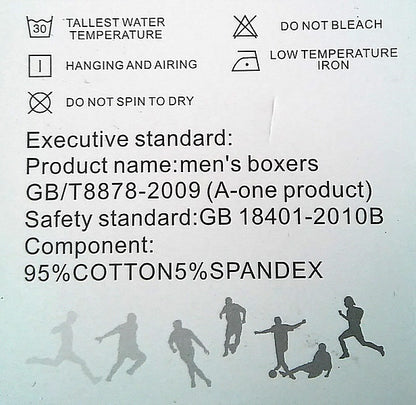 30 TALLEST WATER
TEMPERATURE
DO NOT BLEACH
HANGING AND AIRING
LOW TEMPERATURE
IRON
DO NOT SPIN TO DRY
Executive standard:
Product name:men's boxers
GB/T8878-2009 (A-one product)
Safety standard:GB 18401-2010B
Component:
95%COTTON5%SPANDEX